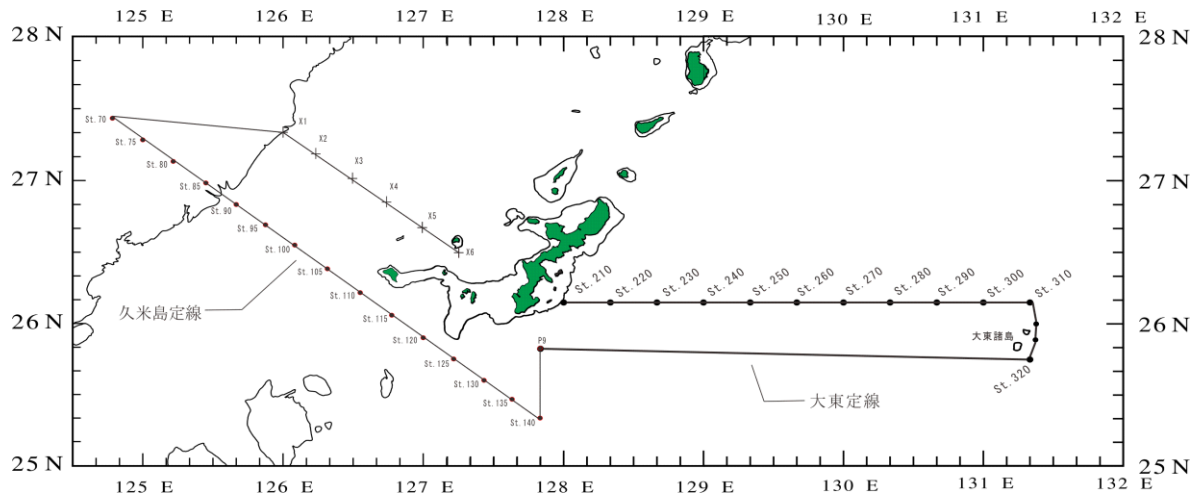 125 E 126 E 127 E 128 E 129 E 130 E 131 E 132 E
28 N 28 N
St. 70 X1
St. 75 X2
St. 80 X3
27 N St. 85 27 N
St. 90 X4
St. 95 X5
St. 100 X6
St. 105
St. 110
St. 210 St. 220 St. 230 St. 240 St. 250 St. 260 St. 270 St. 280 St. 290 St. 300 St. 310
久米島定線
St. 115
26 N 26 N
St. 120 P9 大東諸島
St. 125
St. 130 St. 320
St. 135 大東定線
St. 140
25 N 25 N
125 E 126 E 127 E 128 E 129 E 130 E 131 E 132 E